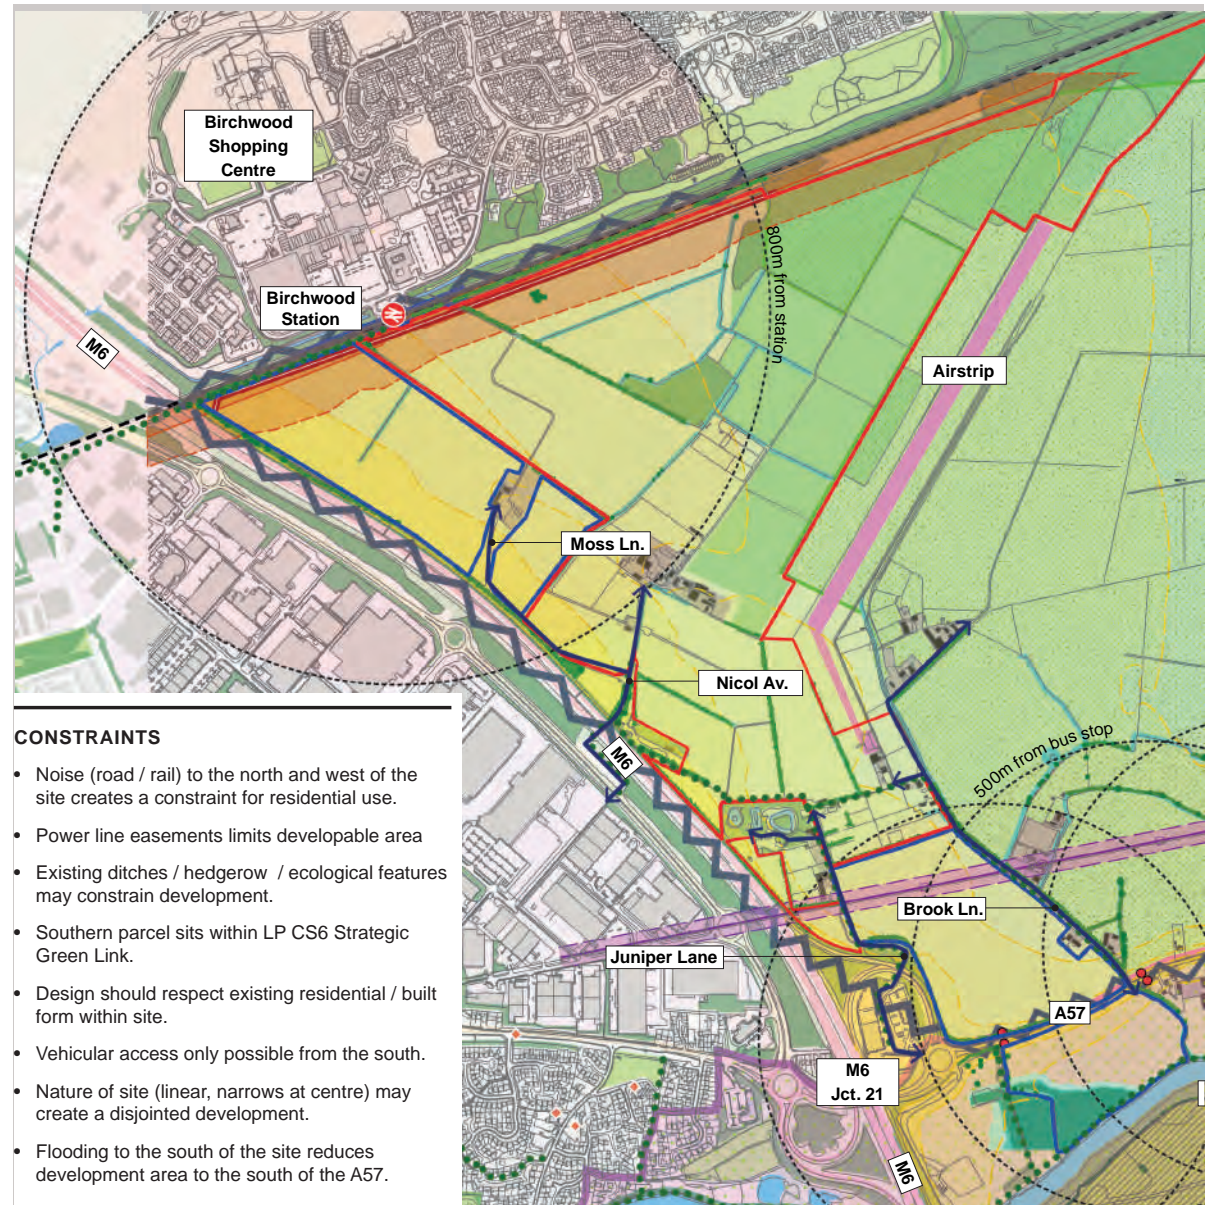 Birchwood
Shopping
Centre
Birchwood
Station
M6
800m from station
Airstrip
Moss Ln.
Nicol Av.
M6
500m from bus stop
Brook Ln.
Juniper Lane
A57
M6
Jct. 21
M6
CONSTRAINTS
• Noise (road / rail) to the north and west of the
site creates a constraint for residential use.
• Power line easements limits developable area
• Existing ditches / hedgerow / ecological features
may constrain development.
• Southern parcel sits within LP CS6 Strategic
Green Link.
• Design should respect existing residential / built
form within site.
• Vehicular access only possible from the south.
• Nature of site (linear, narrows at centre) may
create a disjointed development.
• Flooding to the south of the site reduces
development area to the south of the A57.